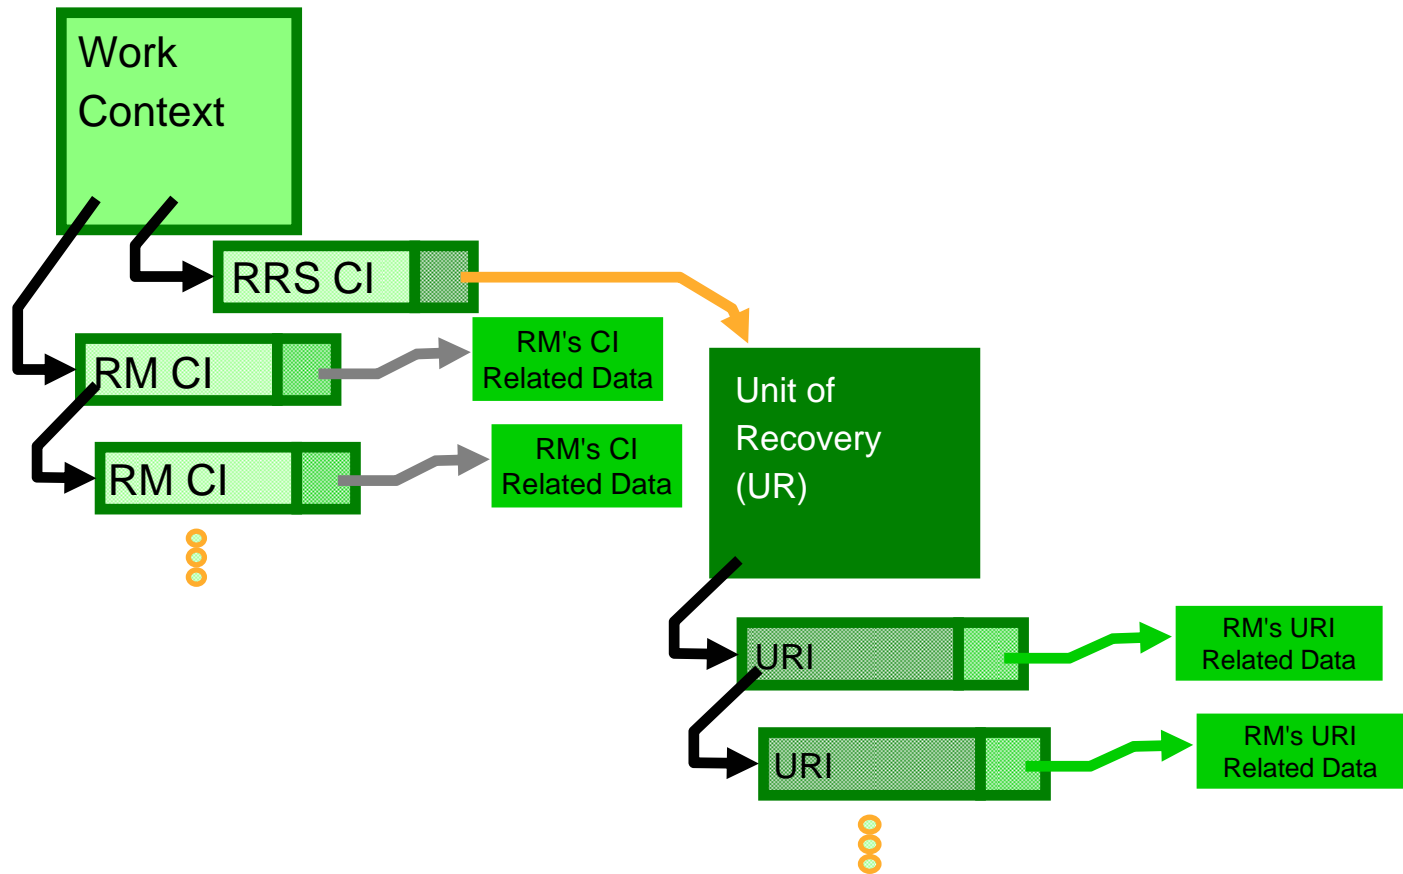 Work
Context
RRS CI
RM CI
RM's CI
Related Data
RM CI
RM's CI
Related Data
Unit of
Recovery
(UR)
URI
RM's URI
Related Data
URI
RM's URI
Related Data